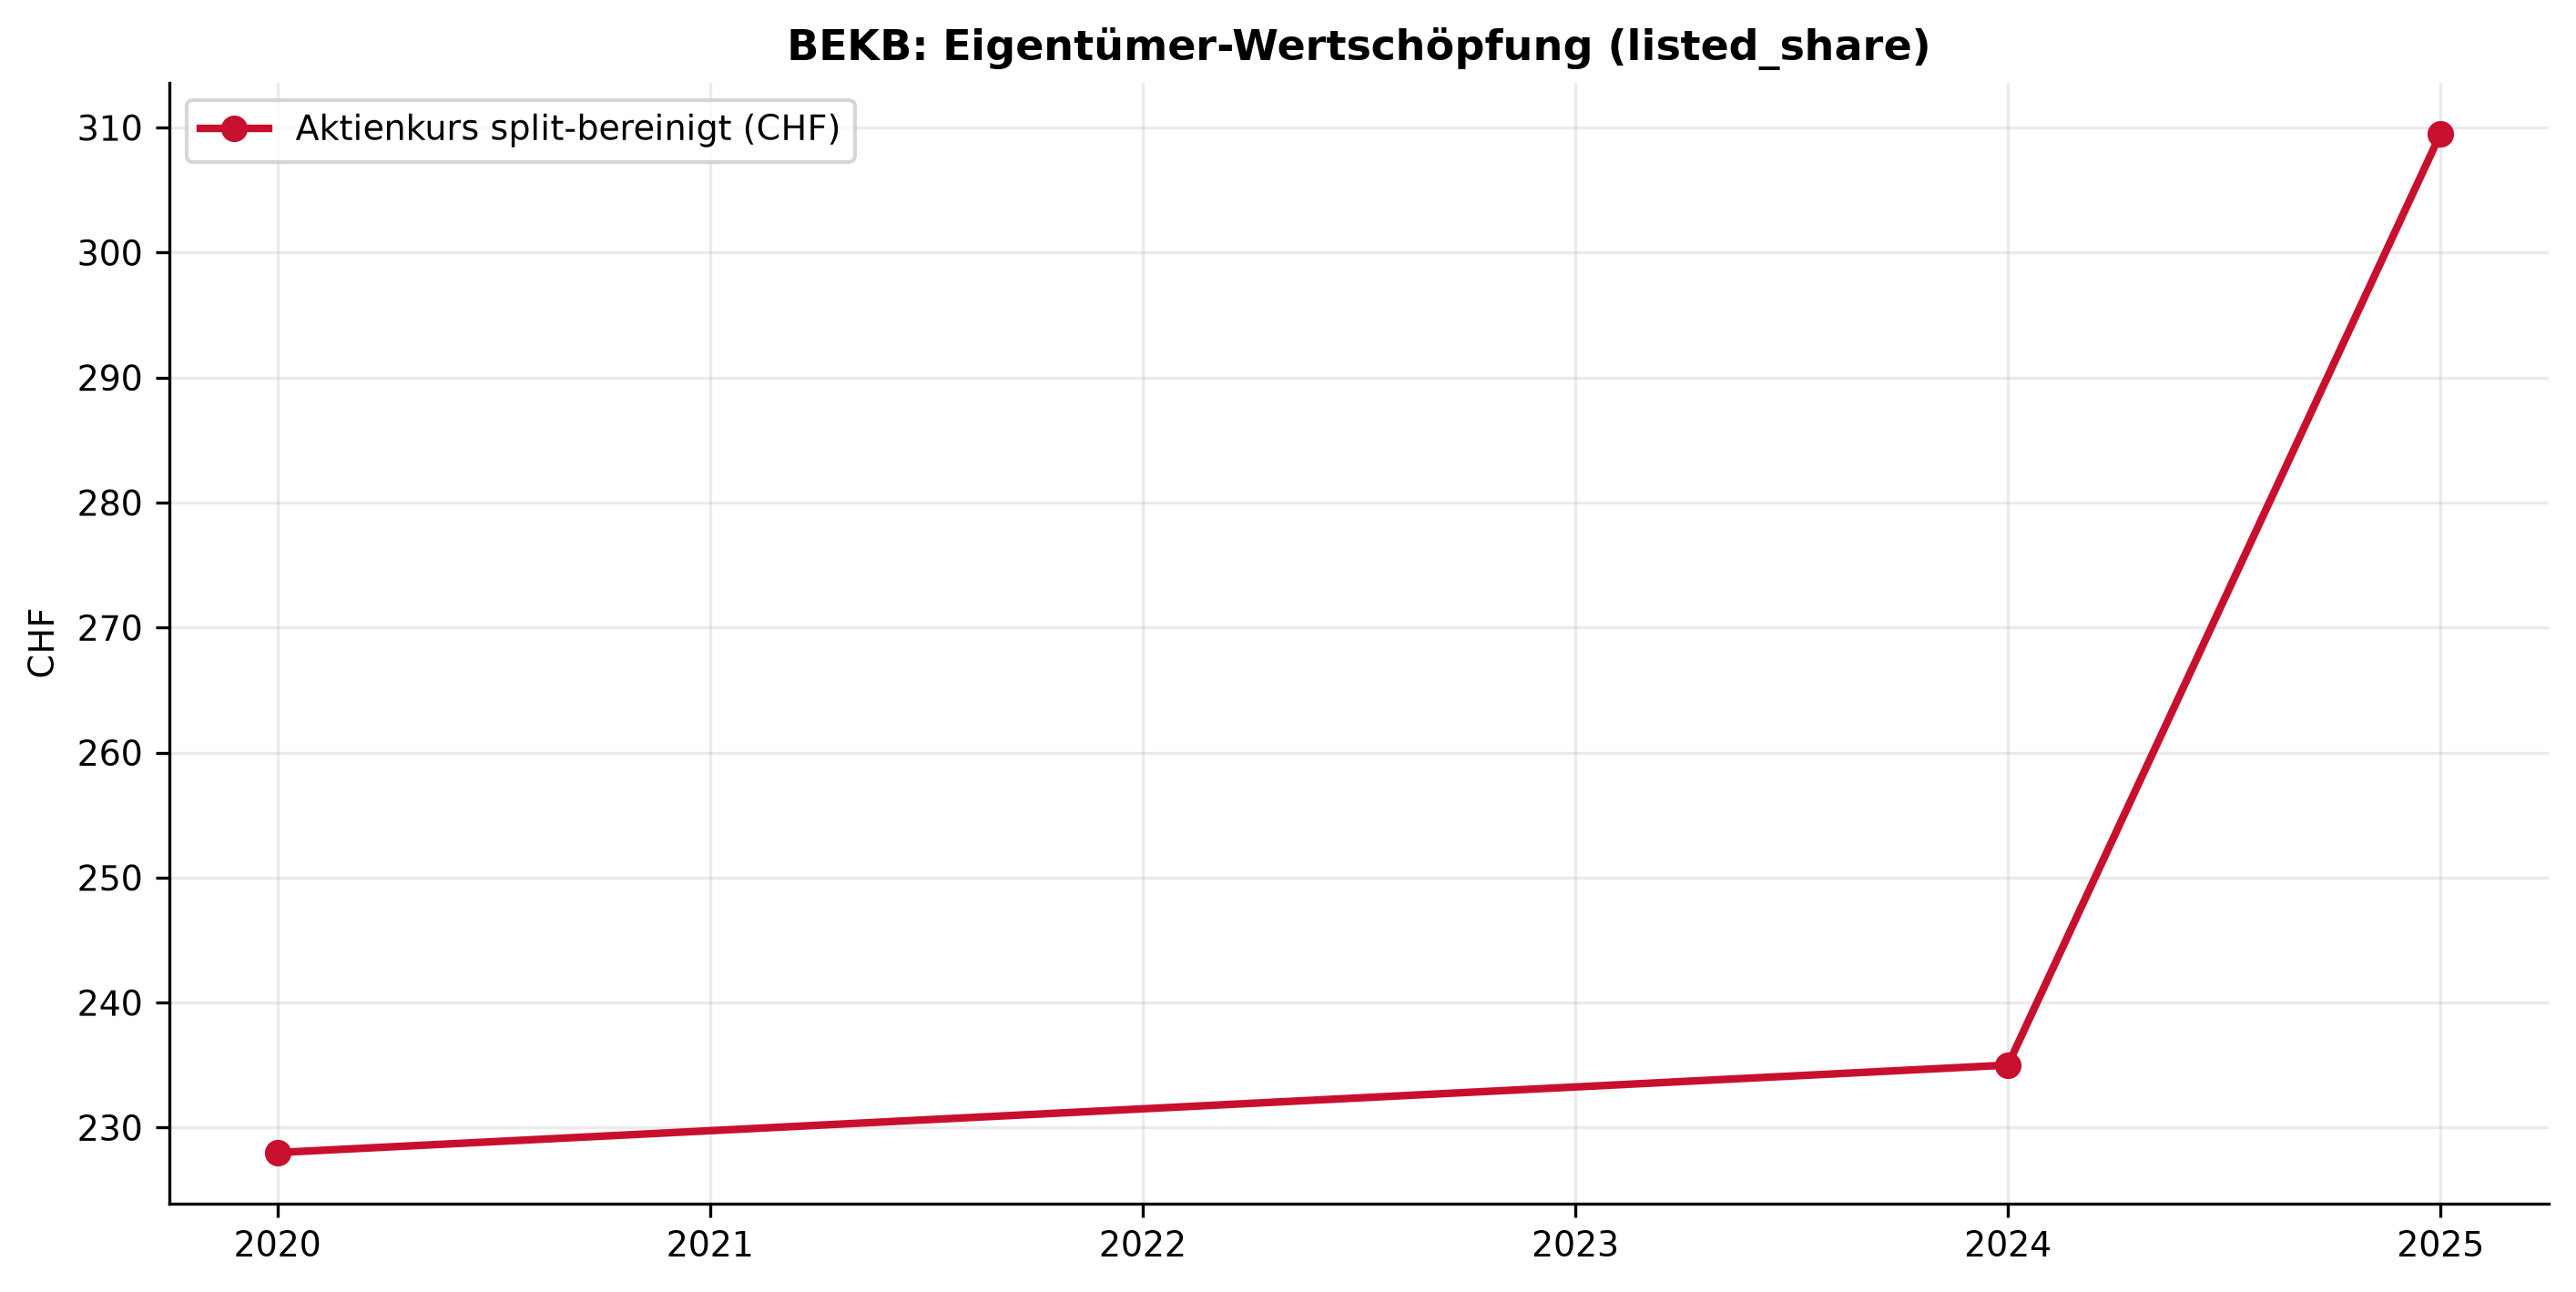 BEKB: Eigentümer-Wertschöpfung (listed_share)
Aktienkurs split-bereinigt (CHF)
CHF
310
300
290
280
270
260
250
240
230
2020 2021 2022 2023 2024 2025